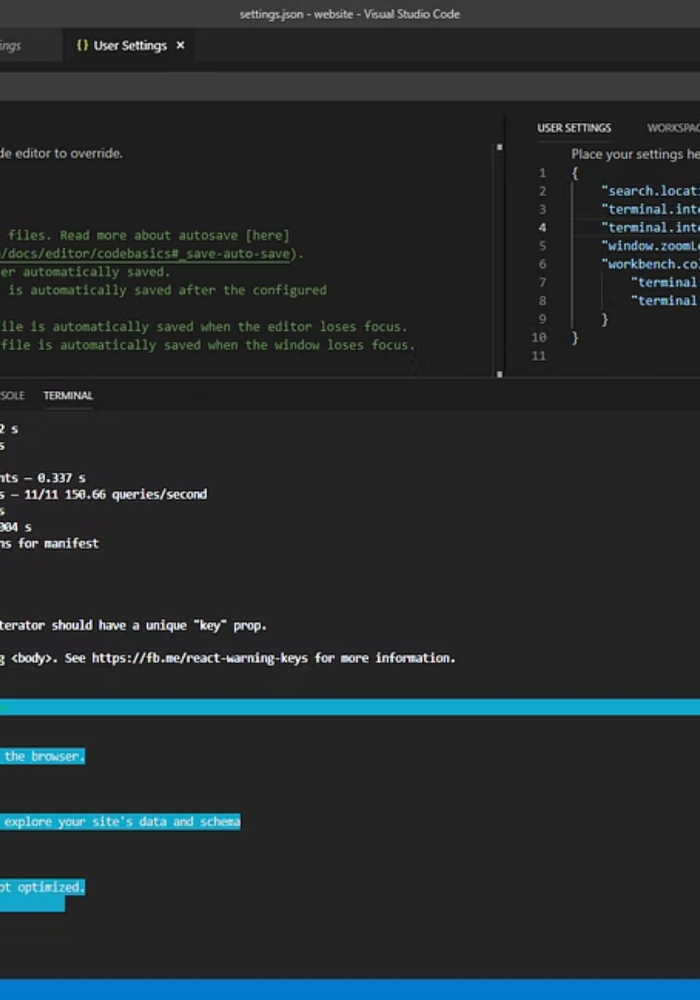 settings.json - website - Visual Studio Code
ings
{} User Settings ×
USER SETTINGS WORKSPAC
de editor to override.
Place your settings he
1 {
2 "search.locati
3 "terminal.inte
4 "terminal.inte
5 "window.zoomLe
6 "workbench.col
7 "terminal
8 "terminal.
9 }
10 }
11
files. Read more about autosave [here]
/docs/editor/codebasics#_save-auto-save).
er automatically saved.
is automatically saved after the configured
ile is automatically saved when the editor loses focus.
file is automatically saved when the window loses focus.
SOLE TERMINAL
2 s
s
nts – 0.337 s
s – 11/11 150.66 queries/second
s
004 s
ns for manifest
terator should have a unique "key" prop.
g <body>. See https://fb.me/react-warning-keys for more information.
the browser.
explore your site's data and schema
ot optimized.